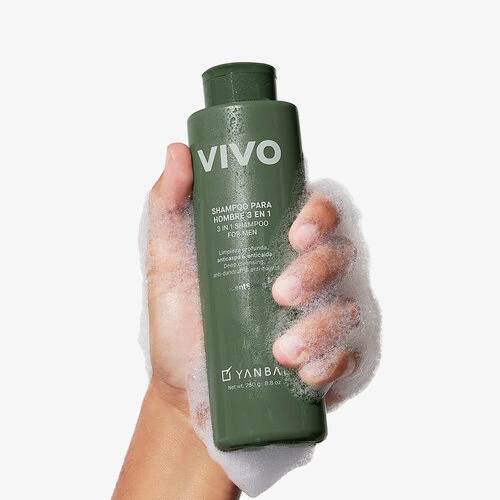 VIVO
SHAMPOO PARA
HOMBRE 3 EN 1
3 IN 1 SHAMPOO
FOR MEN
Limpieza profunda,
anticaspa & anticaída
Deep cleansing,
YANBA
Net wt. 250 g · 8.8 oz